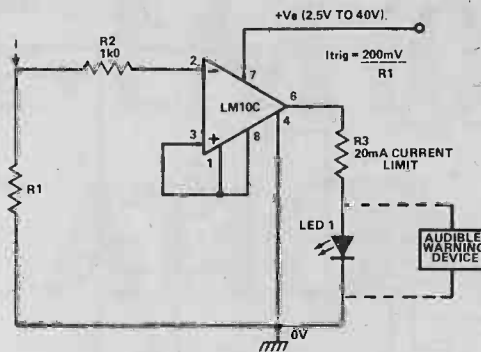 +Vs (2.5V TO 40V).
Itrig = 200mV
R1
R2
1k0
2
-
7
LM10C
6
4
3
+
1
8
R3
20mA CURRENT
LIMIT
R1
LED 1
AUDIBLE
WARNING
DEVICE
0V